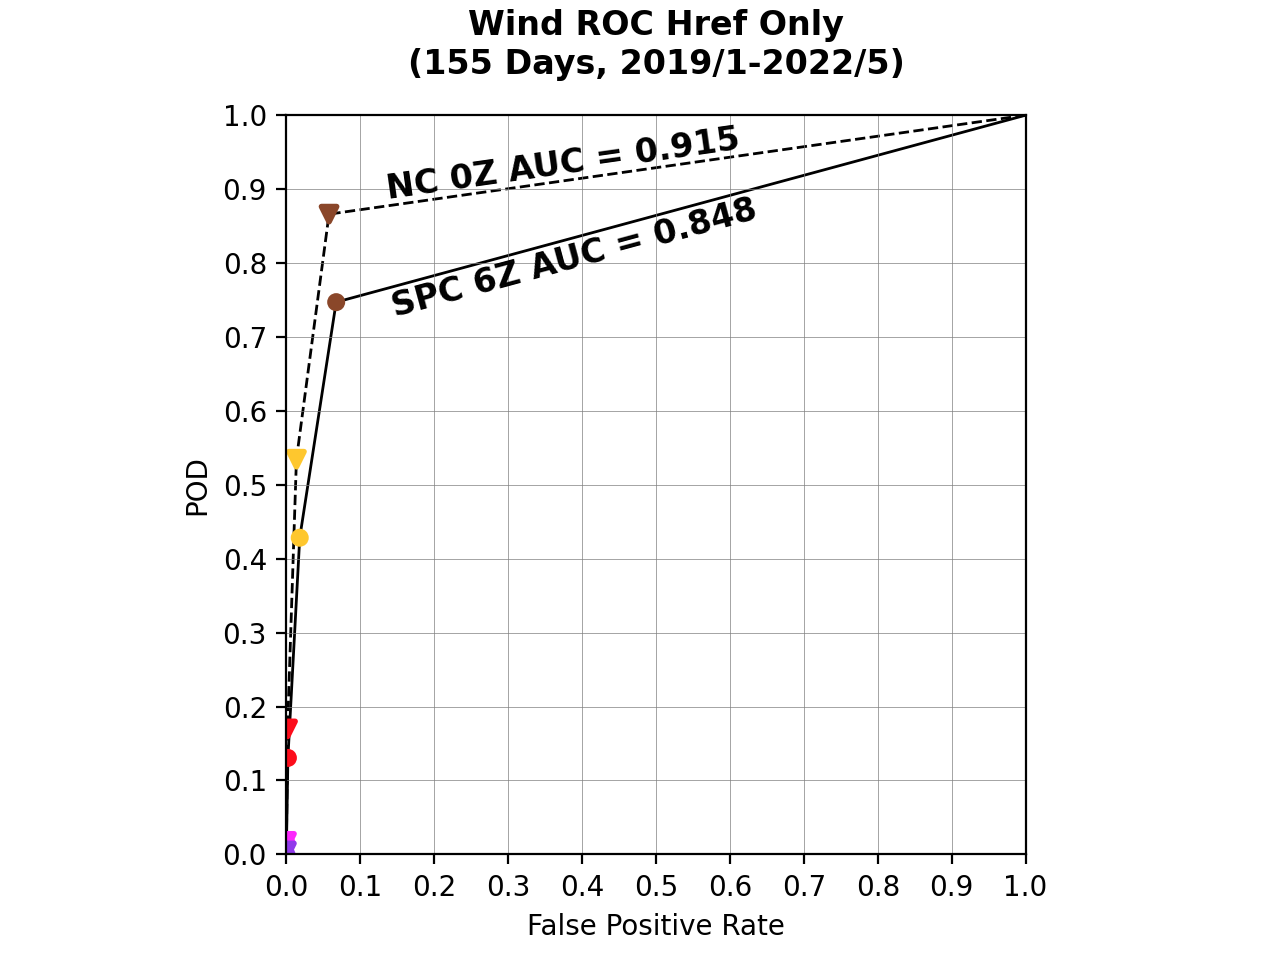 Wind ROC Href Only
(155 Days, 2019/1-2022/5)
1.0
0.9
0.8
0.7
0.6
0.5
0.4
0.3
0.2
0.1
0.0
POD
NC 0Z AUC = 0.915
SPC 6Z AUC = 0.848
0.0 0.1 0.2 0.3 0.4 0.5 0.6 0.7 0.8 0.9 1.0
False Positive Rate